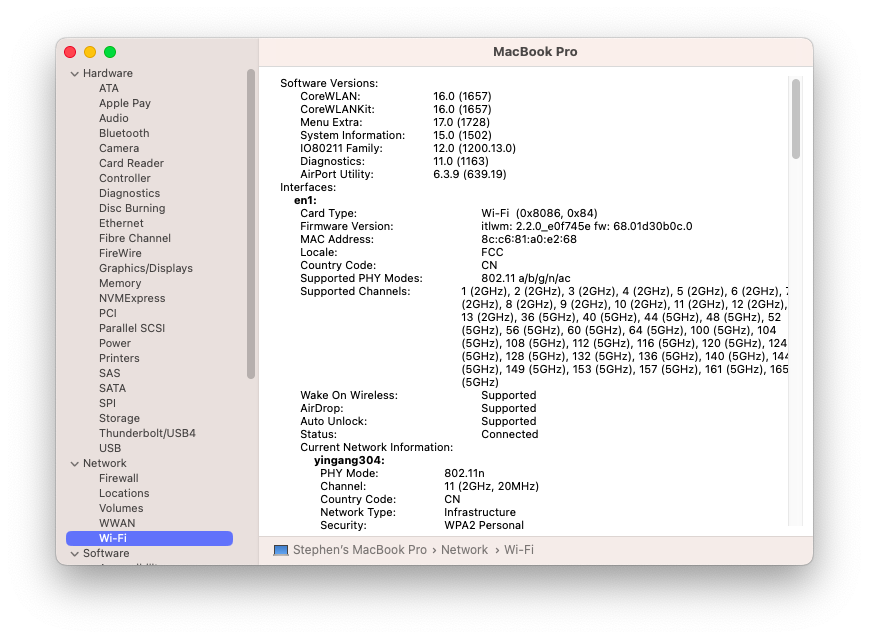 MacBook Pro
Hardware
ATA
Apple Pay
Audio
Bluetooth
Camera
Card Reader
Controller
Diagnostics
Disc Burning
Ethernet
Fibre Channel
FireWire
Graphics/Displays
Memory
NVMExpress
PCI
Parallel SCSI
Power
Printers
SAS
SATA
SPI
Storage
Thunderbolt/USB4
USB
Network
Firewall
Locations
Volumes
WWAN
Wi-Fi
Software
Software Versions:
CoreWLAN: 16.0 (1657)
CoreWLANKit: 16.0 (1657)
Menu Extra: 17.0 (1728)
System Information: 15.0 (1502)
IO80211 Family: 12.0 (1200.13.0)
Diagnostics: 11.0 (1163)
AirPort Utility: 6.3.9 (639.19)
Interfaces:
en1:
Card Type: Wi-Fi (0x8086, 0x84)
Firmware Version: itlwm: 2.2.0_e0f745e fw: 68.01d30b0c.0
MAC Address: 8c:c6:81:a0:e2:68
Locale: FCC
Country Code: CN
Supported PHY Modes: 802.11 a/b/g/n/ac
Supported Channels: 1 (2GHz), 2 (2GHz), 3 (2GHz), 4 (2GHz), 5 (2GHz), 6 (2GHz), 7
(2GHz), 8 (2GHz), 9 (2GHz), 10 (2GHz), 11 (2GHz), 12 (2GHz),
13 (2GHz), 36 (5GHz), 40 (5GHz), 44 (5GHz), 48 (5GHz), 52
(5GHz), 56 (5GHz), 60 (5GHz), 64 (5GHz), 100 (5GHz), 104
(5GHz), 108 (5GHz), 112 (5GHz), 116 (5GHz), 120 (5GHz), 124
(5GHz), 128 (5GHz), 132 (5GHz), 136 (5GHz), 140 (5GHz), 144
(5GHz), 149 (5GHz), 153 (5GHz), 157 (5GHz), 161 (5GHz), 165
(5GHz)
Wake On Wireless: Supported
AirDrop: Supported
Auto Unlock: Supported
Status: Connected
Current Network Information:
yingang304:
PHY Mode: 802.11n
Channel: 11 (2GHz, 20MHz)
Country Code: CN
Network Type: Infrastructure
Security: WPA2 Personal
Stephen's MacBook Pro › Network › Wi-Fi